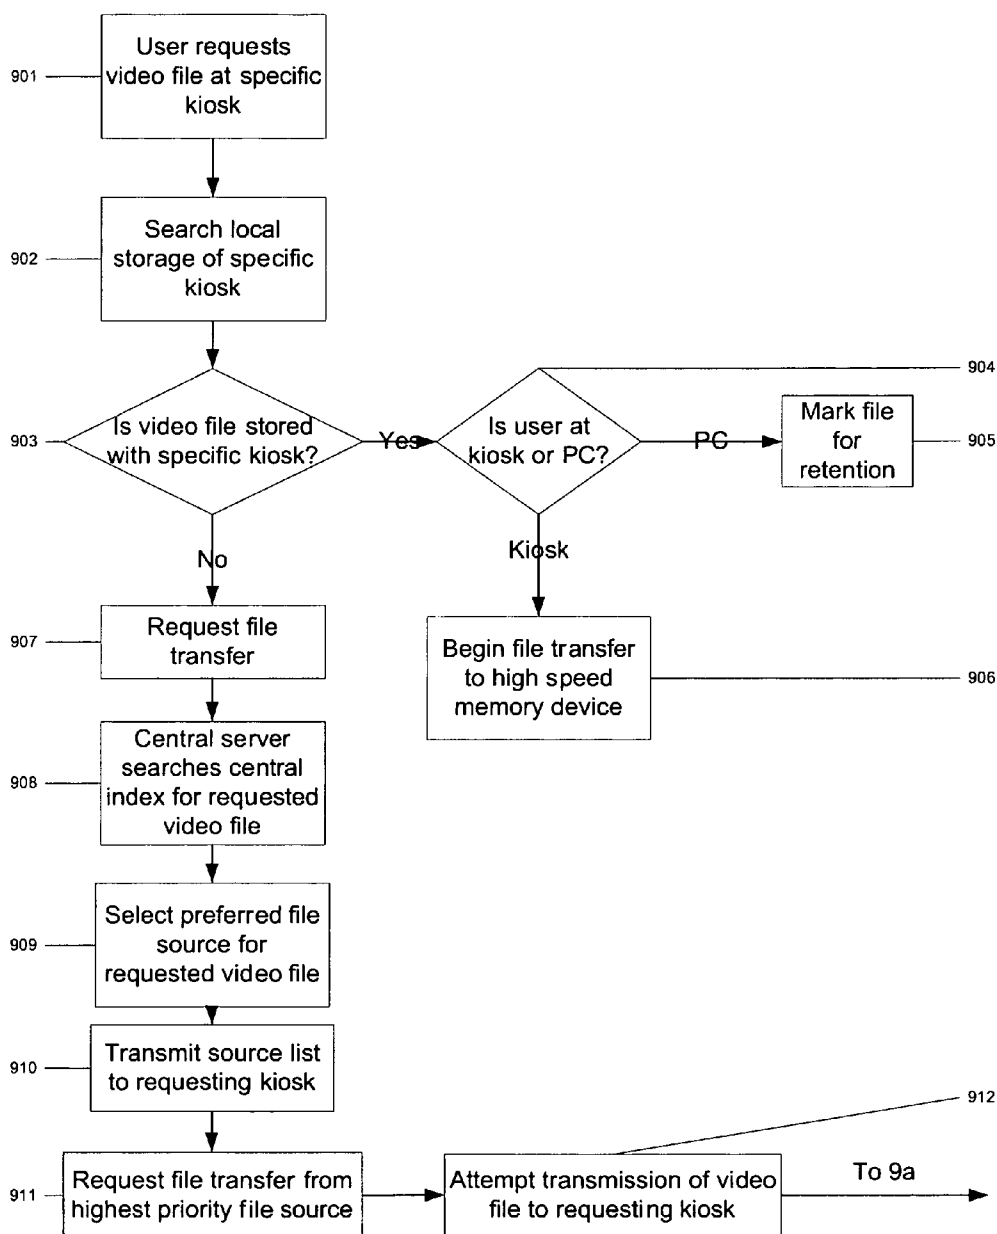 User requests
video file at specific
kiosk
901
Search local
storage of specific
kiosk
902
Is video file stored
with specific kiosk?
903
Yes
Is user at
kiosk or PC?
904
PC
Mark file
for
retention
905
No
Kiosk
Request file
transfer
907
Begin file transfer
to high speed
memory device
906
Central server
searches central
index for requested
video file
908
Select preferred file
source for
requested video file
909
Transmit source list
to requesting kiosk
910
912
Request file transfer from
highest priority file source
911
Attempt transmission of video
file to requesting kiosk
To 9a